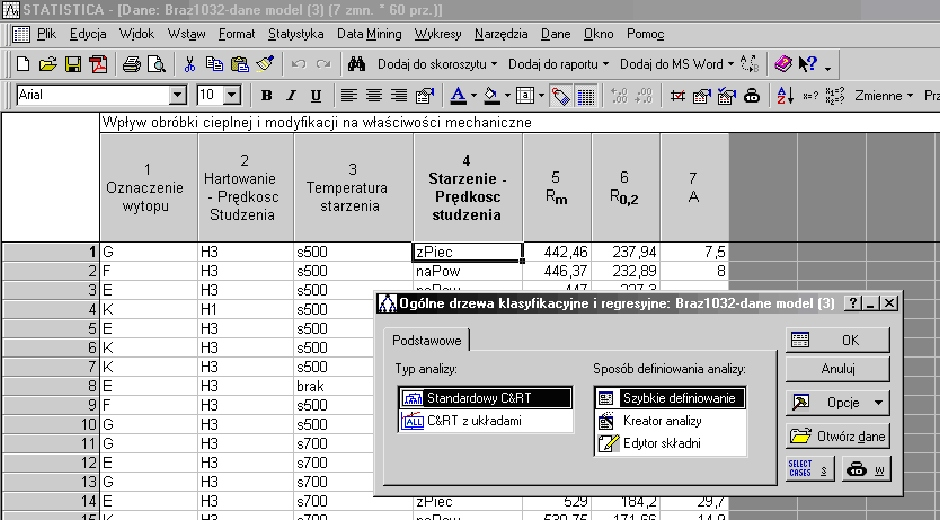 STATISTICA - [Dane: Braz1032-dane model (3) (7 zmn. * 60 prz.)]
Plik Edycja Widok Wstaw Format Statystyka Data Mining Wykresy Narzędzia Dane Okno Pomoc
Dodaj do skoroszytu Dodaj do raportu Dodaj do MS Word
Arial 10 B I U A Zmienne Prz
Wpływ obróbki cieplnej i modyfikacji na właściwości mechaniczne
1 Oznaczenie wytopu
2 Hartowanie - Prędkosc Studzenia
3 Temperatura starzenia
4 Starzenie - Prędkosc studzenia
5 Rm
6 R0,2
7 A
1 G H3 s500 zPiec 442,46 237,94 7,5
2 F H3 s500 naPow 446,37 232,89 8
3 E H3 s500 naPow 447 227,3
4 K H1 s500
5 E H3 s500
6 K H3 s500
7 K H3 s500
8 E H3 brak
9 F H3 s500
10 G H3 s500
11 G H3 s700
12 E H3 s700
13 G H3 s700
14 E H3 s700 zPiec 529 184,2 29,7
15 K H3 s700 naPow 530,75 171,66 14,9
Ogólne drzewa klasyfikacyjne i regresyjne: Braz1032-dane model (3)
Podstawowe
Typ analizy:
Standardowy C&RT
ALL C&RT z układami
Sposób definiowania analizy:
Szybkie definiowanie
Kreator analizy
Edytor składni
OK
Anuluj
Opcje
Otwórz dane
SELECT CASES S
W